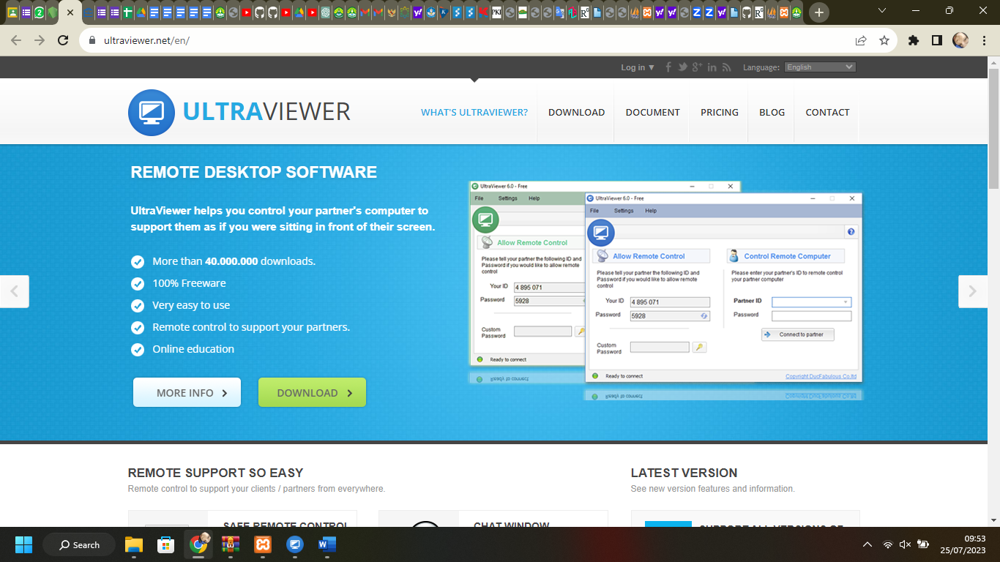 ultraviewer.net/en/
Log in ▼
Language: English
ULTRAVIEWER
WHAT'S ULTRAVIEWER?
DOWNLOAD
DOCUMENT
PRICING
BLOG
CONTACT
REMOTE DESKTOP SOFTWARE
UltraViewer helps you control your partner's computer to
support them as if you were sitting in front of their screen.
More than 40.000.000 downloads.
100% Freeware
Very easy to use
Remote control to support your partners.
Online education
MORE INFO
DOWNLOAD
UltraViewer 6.0 - Free
File Settings Help
Allow Remote Control
Please tell your partner the following ID and
Password if you would like to allow remote
control
Your ID 4 895 071
Password 5928
Custom
Password
Ready to connect
UltraViewer 6.0 - Free
File Settings Help
Allow Remote Control
Please tell your partner the following ID and
Password if you would like to allow remote
control
Your ID 4 895 071
Password 5928
Custom
Password
Ready to connect
Control Remote Computer
Please enter your partner's ID to remote control
your partner computer
Partner ID
Password
Connect to partner
Copyright DucFabulous Co.ltd
REMOTE SUPPORT SO EASY
Remote control to support your clients / partners from everywhere.
LATEST VERSION
See new version features and information.
SAFE REMOTE CONTROL
CHAT WINDOW
SUPPORT ALL VERSIONS OF
Search
09:53
25/07/2023